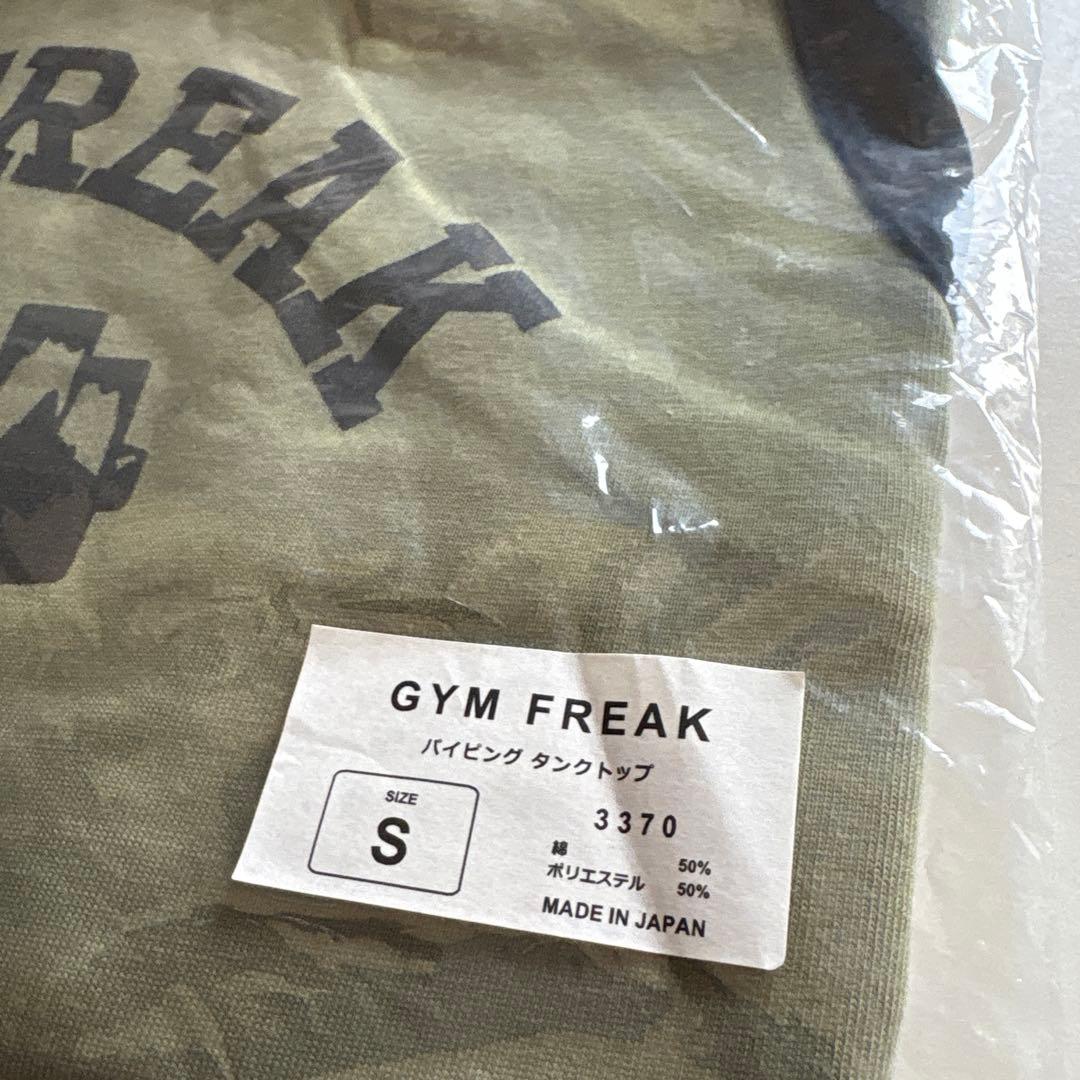 FREAK
GYM FREAK
パイピング タンクトップ
SIZE
S
3370
綿 50%
ポリエステル 50%
MADE IN JAPAN